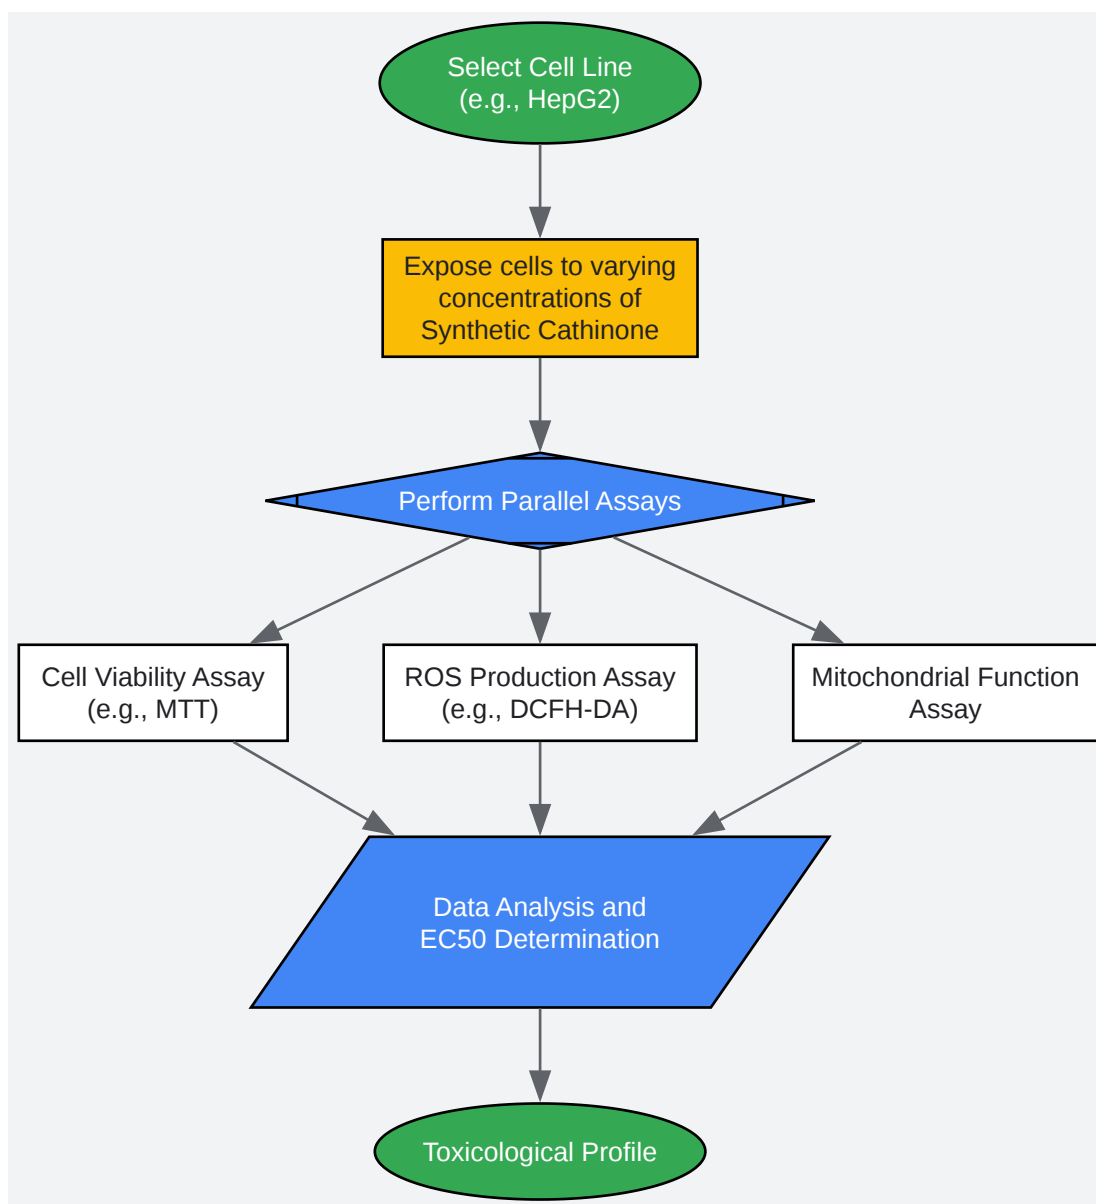 Select Cell Line
(e.g., HepG2)
Expose cells to varying
concentrations of
Synthetic Cathinone
Perform Parallel Assays
Cell Viability Assay
(e.g., MTT)
ROS Production Assay
(e.g., DCFH-DA)
Mitochondrial Function
Assay
Data Analysis and
EC50 Determination
Toxicological Profile